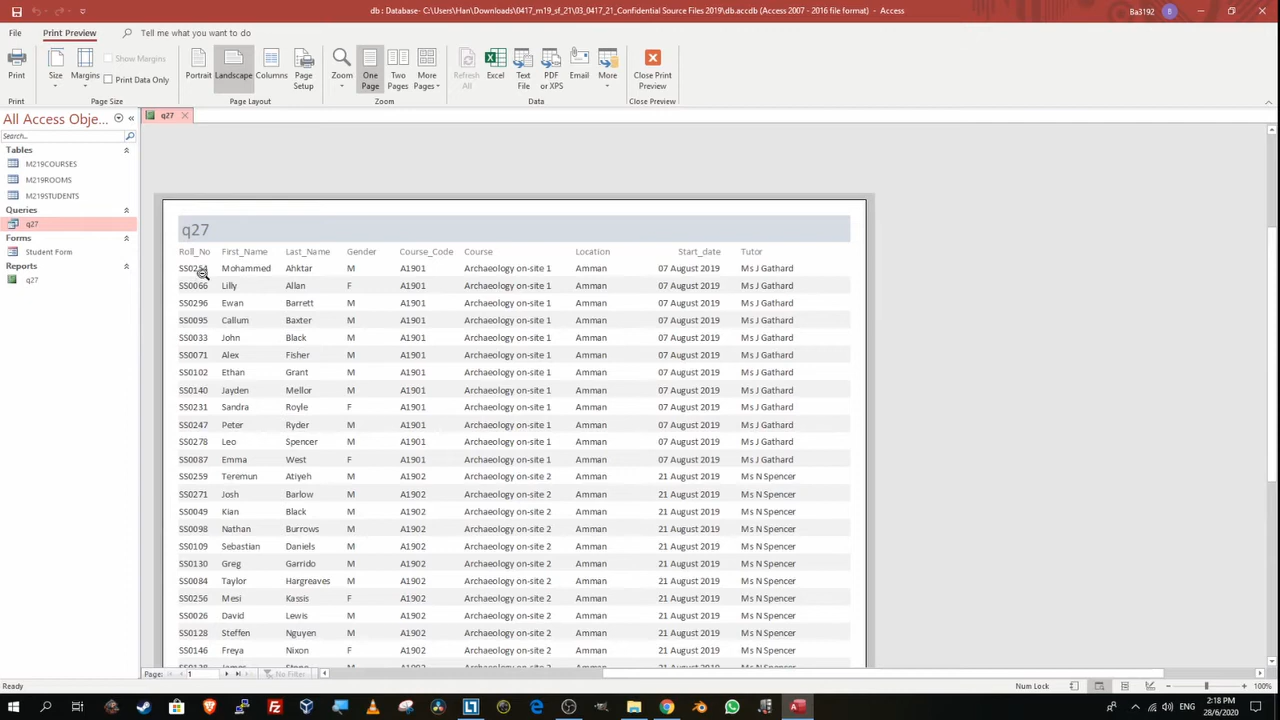 db : Database- C:\Users\Han\Downloads\0417_m19_sf_21\03_0417_21_Confidential Source Files 2019\db.accdb (Access 2007 - 2016 file format) - Access
Ba3192 B
File Print Preview Tell me what you want to do
Print Size Margins Show Margins Print Data Only Portrait Landscape Columns Page Setup Zoom One Page Two Pages More Pages Refresh All Excel Text File PDF or XPS Email More Close Print Preview
Print Page Size Page Layout Zoom Data Close Preview
All Access Obje... q27
Search...
Tables
M219COURSES
M219ROOMS
M219STUDENTS
Queries
q27
Forms
Student Form
Reports
q27
q27
Roll_No First_Name Last_Name Gender Course_Code Course Location Start_date Tutor
SS0254 Mohammed Ahktar M A1901 Archaeology on-site 1 Amman 07 August 2019 Ms J Gathard
SS0066 Lilly Allan F A1901 Archaeology on-site 1 Amman 07 August 2019 Ms J Gathard
SS0296 Ewan Barrett M A1901 Archaeology on-site 1 Amman 07 August 2019 Ms J Gathard
SS0095 Callum Baxter M A1901 Archaeology on-site 1 Amman 07 August 2019 Ms J Gathard
SS0033 John Black M A1901 Archaeology on-site 1 Amman 07 August 2019 Ms J Gathard
SS0071 Alex Fisher M A1901 Archaeology on-site 1 Amman 07 August 2019 Ms J Gathard
SS0102 Ethan Grant M A1901 Archaeology on-site 1 Amman 07 August 2019 Ms J Gathard
SS0140 Jayden Mellor M A1901 Archaeology on-site 1 Amman 07 August 2019 Ms J Gathard
SS0231 Sandra Royle F A1901 Archaeology on-site 1 Amman 07 August 2019 Ms J Gathard
SS0247 Peter Ryder M A1901 Archaeology on-site 1 Amman 07 August 2019 Ms J Gathard
SS0278 Leo Spencer M A1901 Archaeology on-site 1 Amman 07 August 2019 Ms J Gathard
SS0087 Emma West F A1901 Archaeology on-site 1 Amman 07 August 2019 Ms J Gathard
SS0259 Teremun Atiyeh M A1902 Archaeology on-site 2 Amman 21 August 2019 Ms N Spencer
SS0271 Josh Barlow M A1902 Archaeology on-site 2 Amman 21 August 2019 Ms N Spencer
SS0049 Kian Black M A1902 Archaeology on-site 2 Amman 21 August 2019 Ms N Spencer
SS0098 Nathan Burrows M A1902 Archaeology on-site 2 Amman 21 August 2019 Ms N Spencer
SS0109 Sebastian Daniels M A1902 Archaeology on-site 2 Amman 21 August 2019 Ms N Spencer
SS0130 Greg Garrido M A1902 Archaeology on-site 2 Amman 21 August 2019 Ms N Spencer
SS0084 Taylor Hargreaves M A1902 Archaeology on-site 2 Amman 21 August 2019 Ms N Spencer
SS0256 Mesi Kassis F A1902 Archaeology on-site 2 Amman 21 August 2019 Ms N Spencer
SS0026 David Lewis M A1902 Archaeology on-site 2 Amman 21 August 2019 Ms N Spencer
SS0128 Steffen Nguyen M A1902 Archaeology on-site 2 Amman 21 August 2019 Ms N Spencer
SS0146 Freya Nixon F A1902 Archaeology on-site 2 Amman 21 August 2019 Ms N Spencer
Page: 1 No Filter
Ready Num Lock 100%
ENG 2:18 PM
28/6/2020